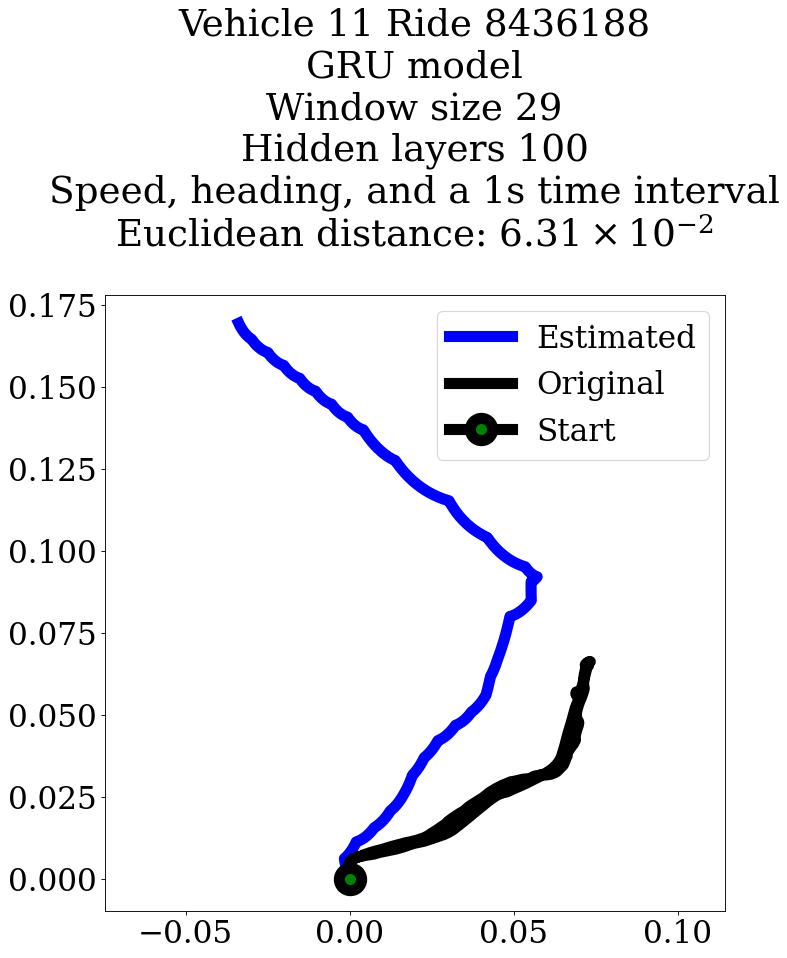 Vehicle 11 Ride 8436188
GRU model
Window size 29
Hidden layers 100
Speed, heading, and a 1s time interval
Euclidean distance: 6.31 × 10⁻²
0.175
0.150
0.125
0.100
0.075
0.050
0.025
0.000
Estimated
Original
Start
−0.05
0.00
0.05
0.10